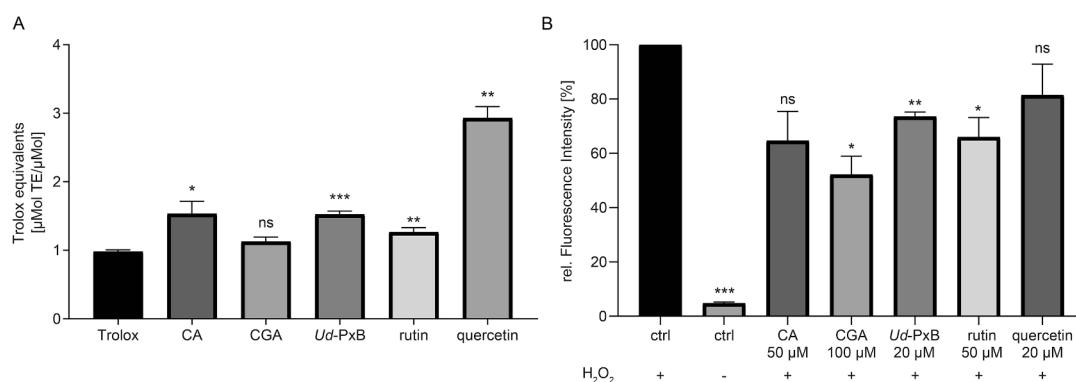 A
Trolox equivalents
[µMol TE/µMol]
4
3
2
1
0
*
ns
***
**
**
Trolox
CA
CGA
Ud-PxB
rutin
quercetin
B
rel. Fluorescence Intensity [%]
100
80
60
40
20
0
***
ns
*
**
*
ns
ctrl
ctrl
CA
50 µM
CGA
100 µM
Ud-PxB
20 µM
rutin
50 µM
quercetin
20 µM
H₂O₂ + - + + + + +